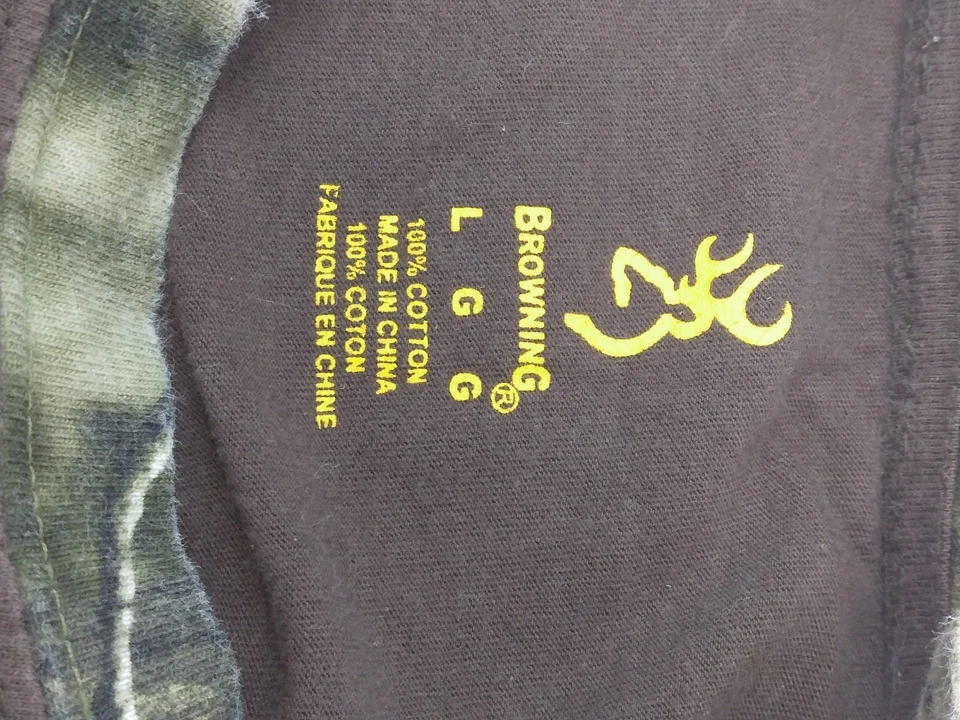 BROWNING®
L G G
100% COTTON
MADE IN CHINA
100% COTON
FABRIQUE EN CHINE